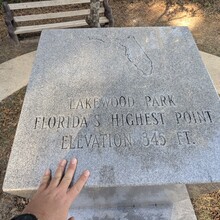 LAKEWOOD PARK
FLORIDA'S HIGHEST POINT
ELEVATION 345 FT.